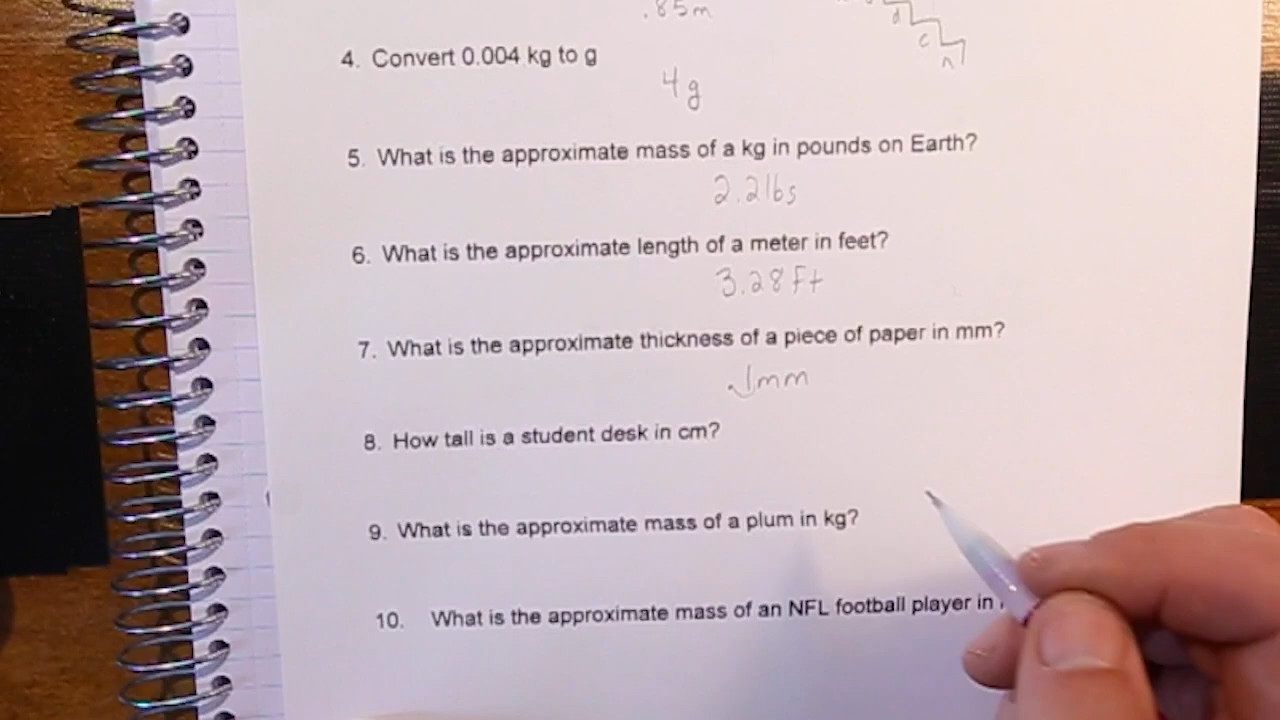 .85m
d
c
m
4. Convert 0.004 kg to g
4g
5. What is the approximate mass of a kg in pounds on Earth?
2.2lbs
6. What is the approximate length of a meter in feet?
3.28Ft
7. What is the approximate thickness of a piece of paper in mm?
.1mm
8. How tall is a student desk in cm?
9. What is the approximate mass of a plum in kg?
10. What is the approximate mass of an NFL football player in